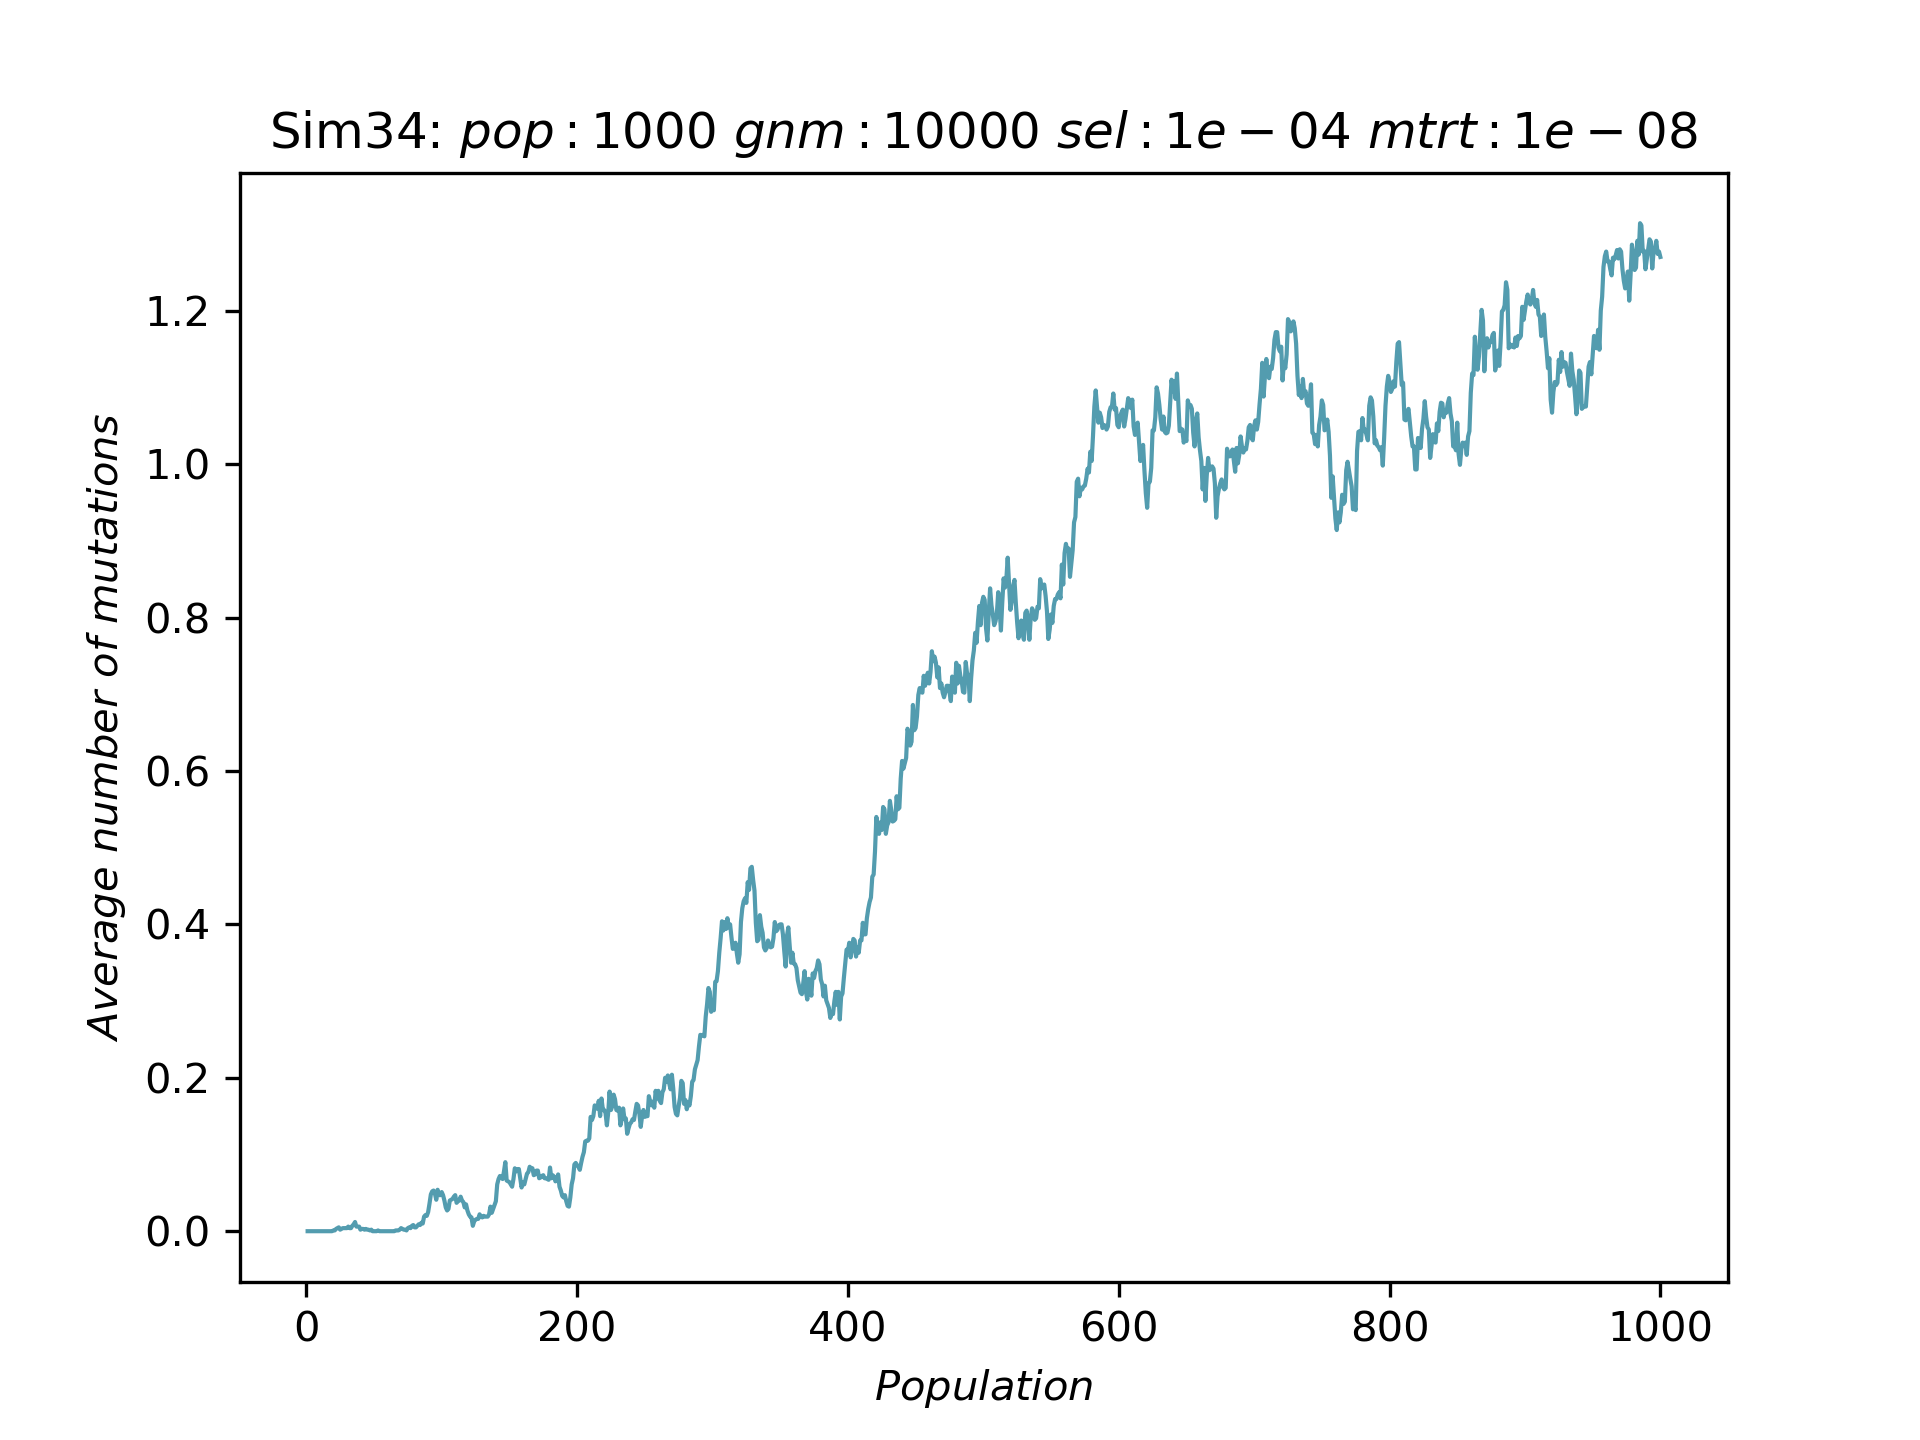 Sim34: pop : 1000 gnm : 10000 sel : 1e − 04 mtrt : 1e − 08
Average number of mutations
1.2
1.0
0.8
0.6
0.4
0.2
0.0
0 200 400 600 800 1000
Population